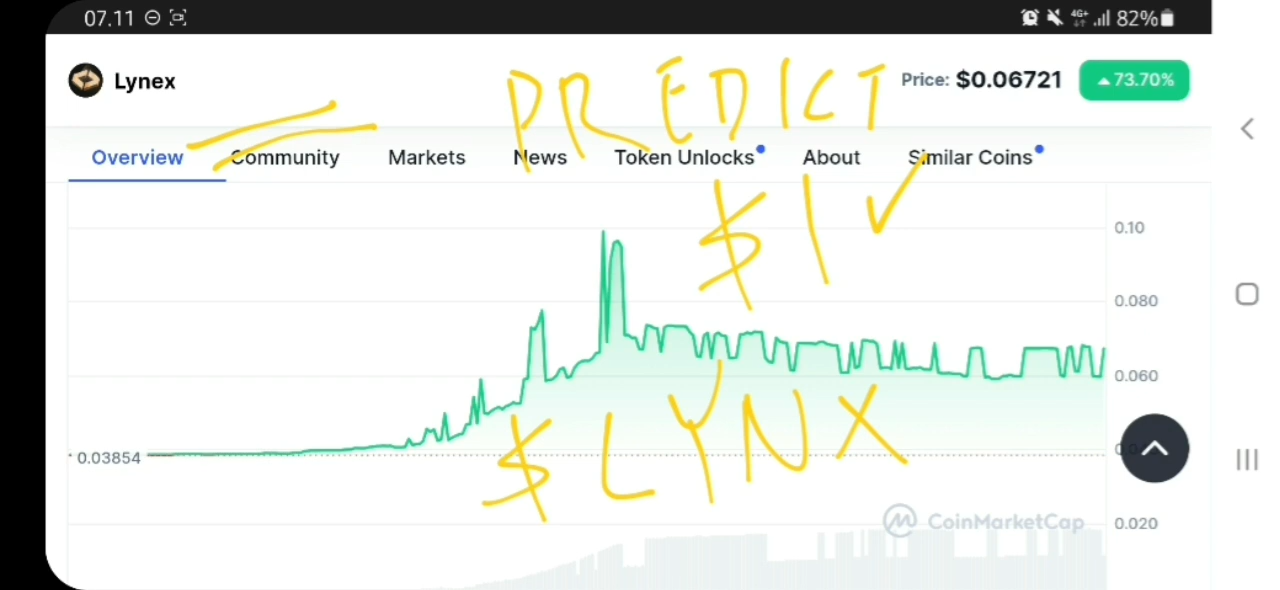 07.11 4G+ 82%
Lynex Price: $0.06721 73.70%
PREDICT
Overview Community Markets News Token Unlocks About Similar Coins
$1
0.10
0.080
0.060
$LYNX
0.03854
CoinMarketCap
0.020